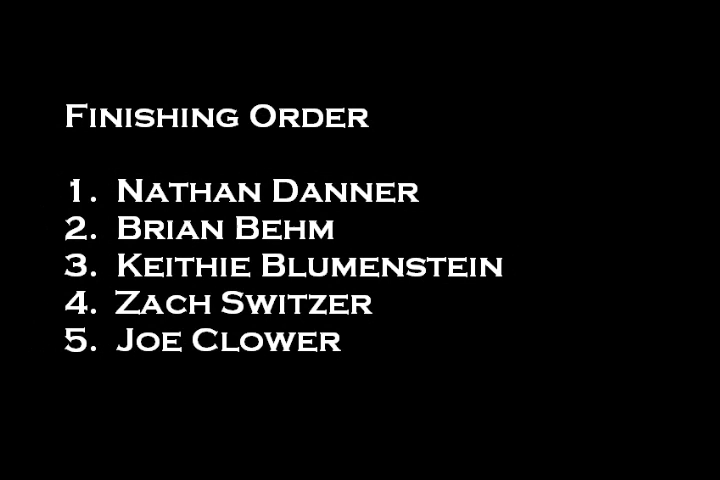 Finishing Order
1. Nathan Danner
2. Brian Behm
3. Keithie Blumenstein
4. Zach Switzer
5. Joe Clower